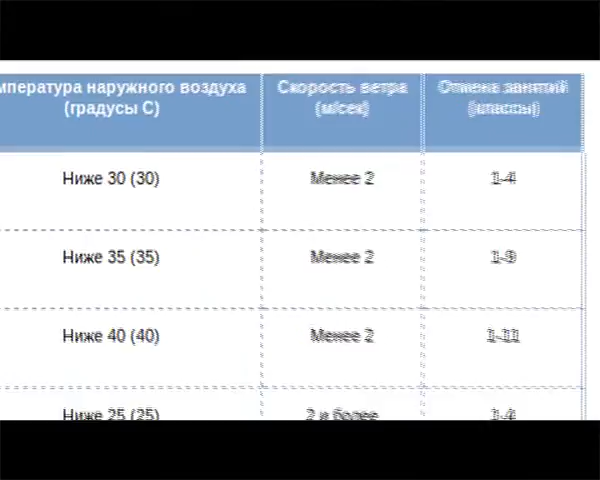 мпература наружного воздуха Скорость ветра Отмена занятий
(градусы С) (м/сек) (классы)
Ниже 30 (30) Менее 2 1-4
Ниже 35 (35) Менее 2 1-9
Ниже 40 (40) Менее 2 1-11
Ниже 25 (25) 2 и более 1-4